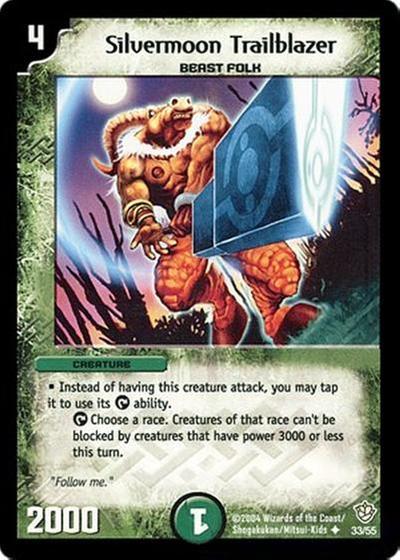 4
Silvermoon Trailblazer
BEAST FOLK
CREATURE
▪ Instead of having this creature attack, you may tap
it to use its ability.
Choose a race. Creatures of that race can't be
blocked by creatures that have power 3000 or less
this turn.
"Follow me."
2000
1
©2004 Wizards of the Coast/
Shogakukan/Mitsui-Kids ✦ 33/55